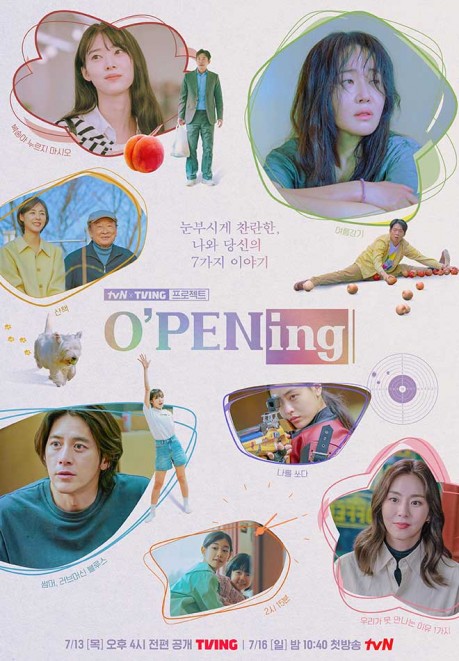 복숭아 누르지 마시오
여름감기
눈부시게 찬란한,
나와 당신의
7가지 이야기
산책
tvN × TVING 프로젝트
O'PENing
나를 쏘다
썸머, 러브머신 블루스
2시 15분
우리가 못 만나는 이유 1가지
7/13 [목] 오후 4시 전편 공개 TVING | 7/16 [일] 밤 10:40 첫방송 tvN